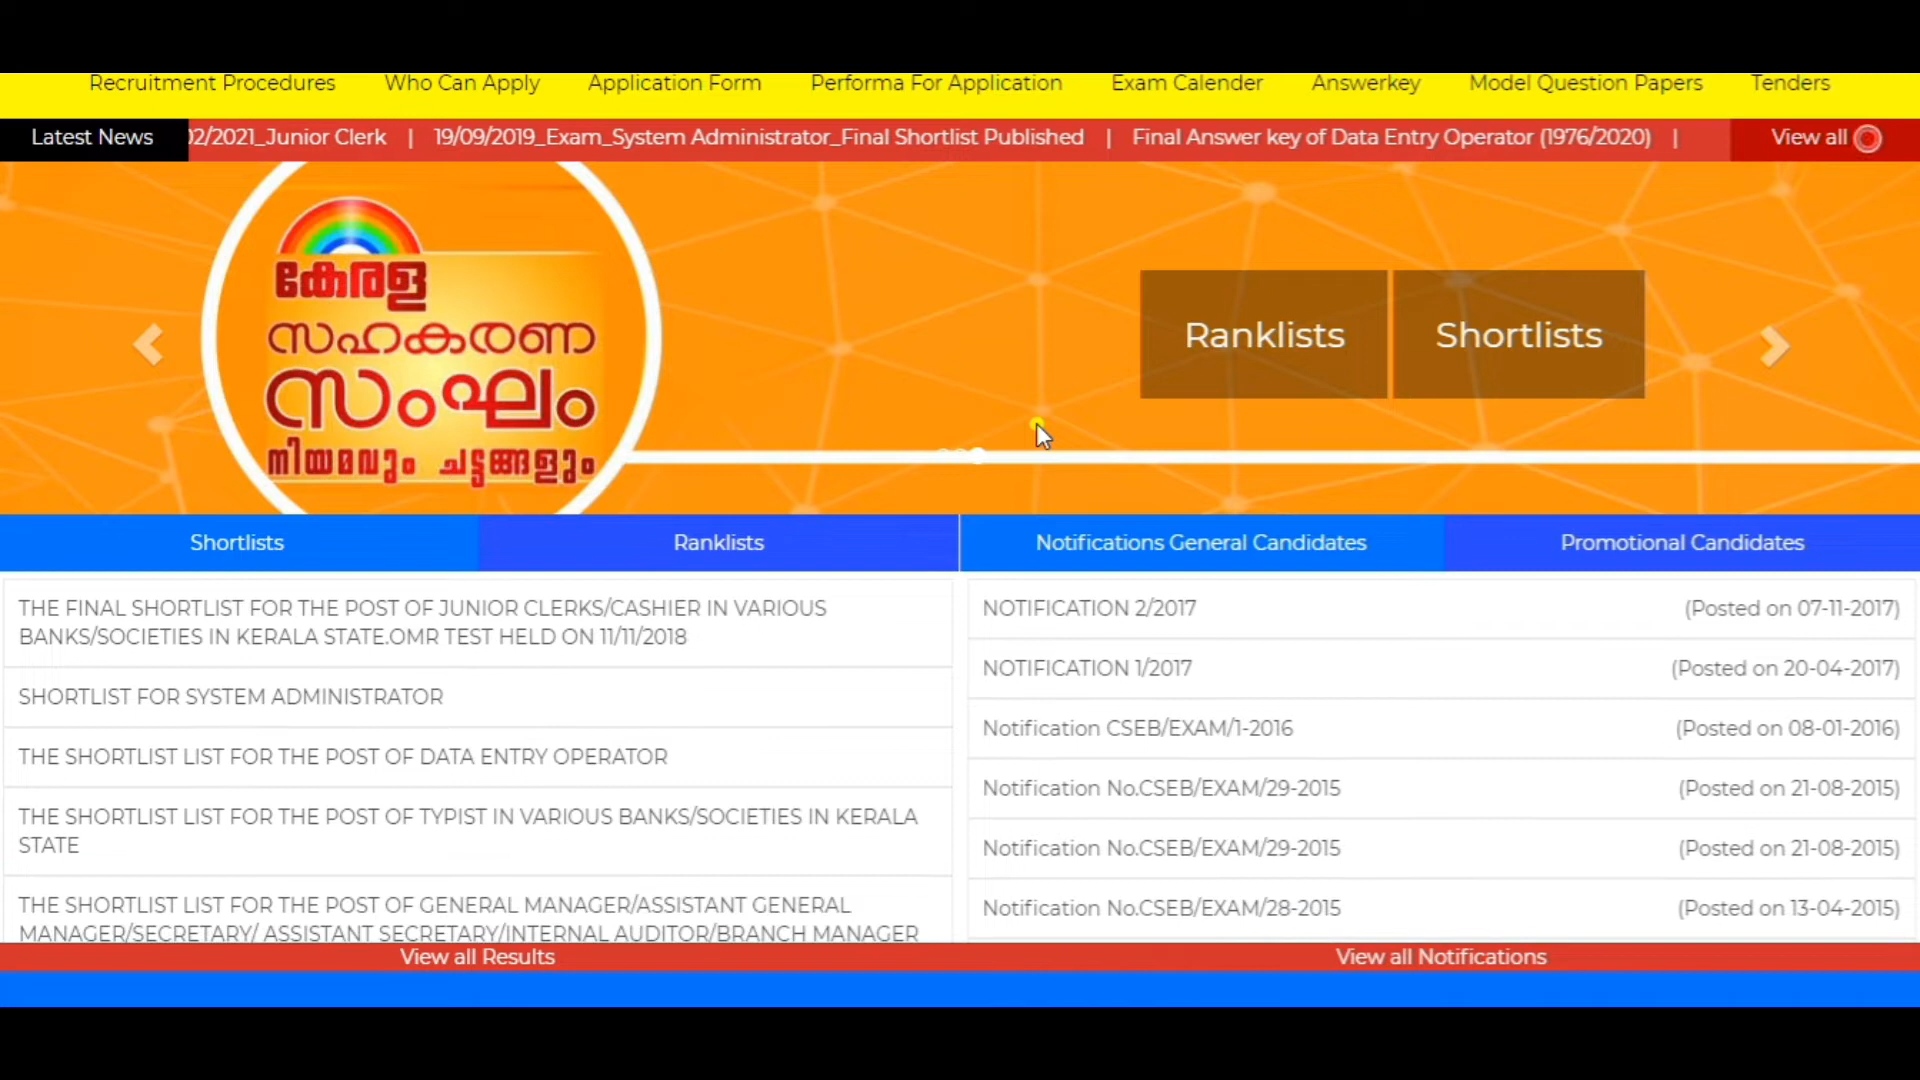 Recruitment Procedures Who Can Apply Application Form Performa For Application Exam Calender Answerkey Model Question Papers Tenders
Latest News 02/2021_Junior Clerk | 19/09/2019_Exam_System Administrator_Final Shortlist Published | Final Answer key of Data Entry Operator (1976/2020) | View all
കേരള
സഹകരണ
സംഘം
നിയമവും ചട്ടങ്ങളും
Ranklists Shortlists
Shortlists Ranklists Notifications General Candidates Promotional Candidates
THE FINAL SHORTLIST FOR THE POST OF JUNIOR CLERKS/CASHIER IN VARIOUS
BANKS/SOCIETIES IN KERALA STATE.OMR TEST HELD ON 11/11/2018
SHORTLIST FOR SYSTEM ADMINISTRATOR
THE SHORTLIST LIST FOR THE POST OF DATA ENTRY OPERATOR
THE SHORTLIST LIST FOR THE POST OF TYPIST IN VARIOUS BANKS/SOCIETIES IN KERALA
STATE
THE SHORTLIST LIST FOR THE POST OF GENERAL MANAGER/ASSISTANT GENERAL
MANAGER/SECRETARY/ ASSISTANT SECRETARY/INTERNAL AUDITOR/BRANCH MANAGER
View all Results
NOTIFICATION 2/2017 (Posted on 07-11-2017)
NOTIFICATION 1/2017 (Posted on 20-04-2017)
Notification CSEB/EXAM/1-2016 (Posted on 08-01-2016)
Notification No.CSEB/EXAM/29-2015 (Posted on 21-08-2015)
Notification No.CSEB/EXAM/29-2015 (Posted on 21-08-2015)
Notification No.CSEB/EXAM/28-2015 (Posted on 13-04-2015)
View all Notifications